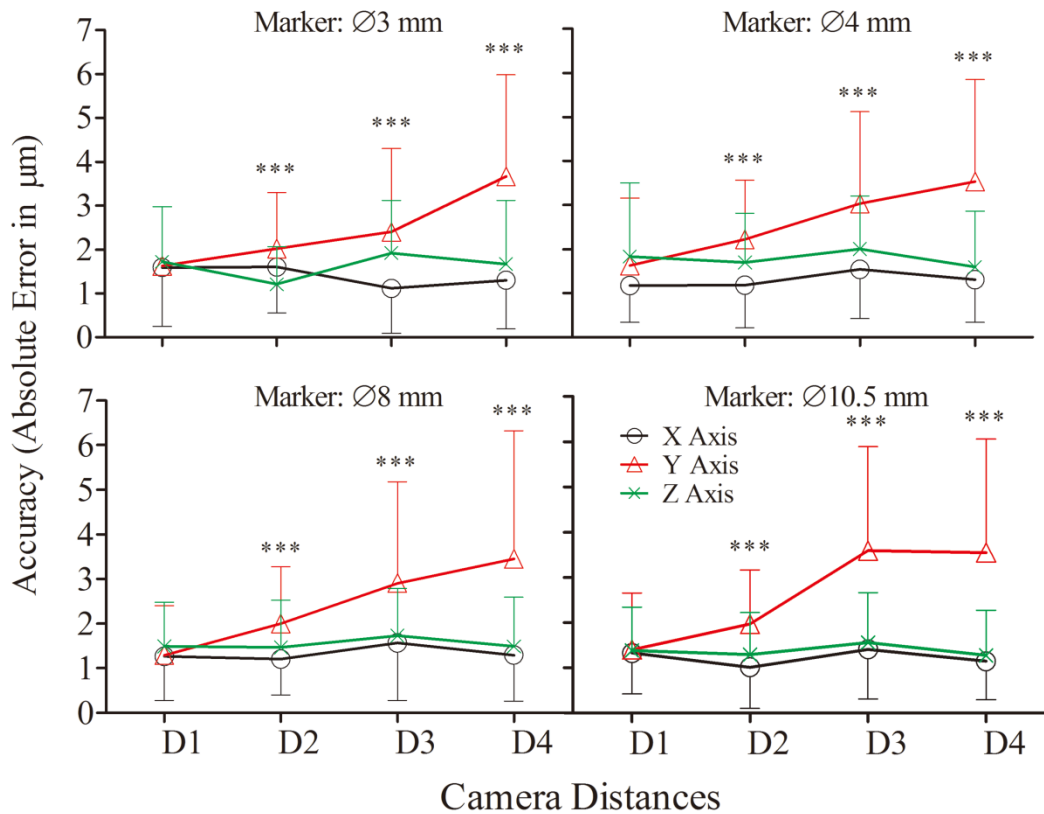 Marker: ∅3 mm
Marker: ∅4 mm
7
6
5
4
3
2
1
0
***
***
***
***
***
***
Accuracy (Absolute Error in μm)
Marker: ∅8 mm
Marker: ∅10.5 mm
7
6
5
4
3
2
1
0
***
***
***
***
***
***
X Axis
Y Axis
Z Axis
D1 D2 D3 D4 D1 D2 D3 D4
Camera Distances